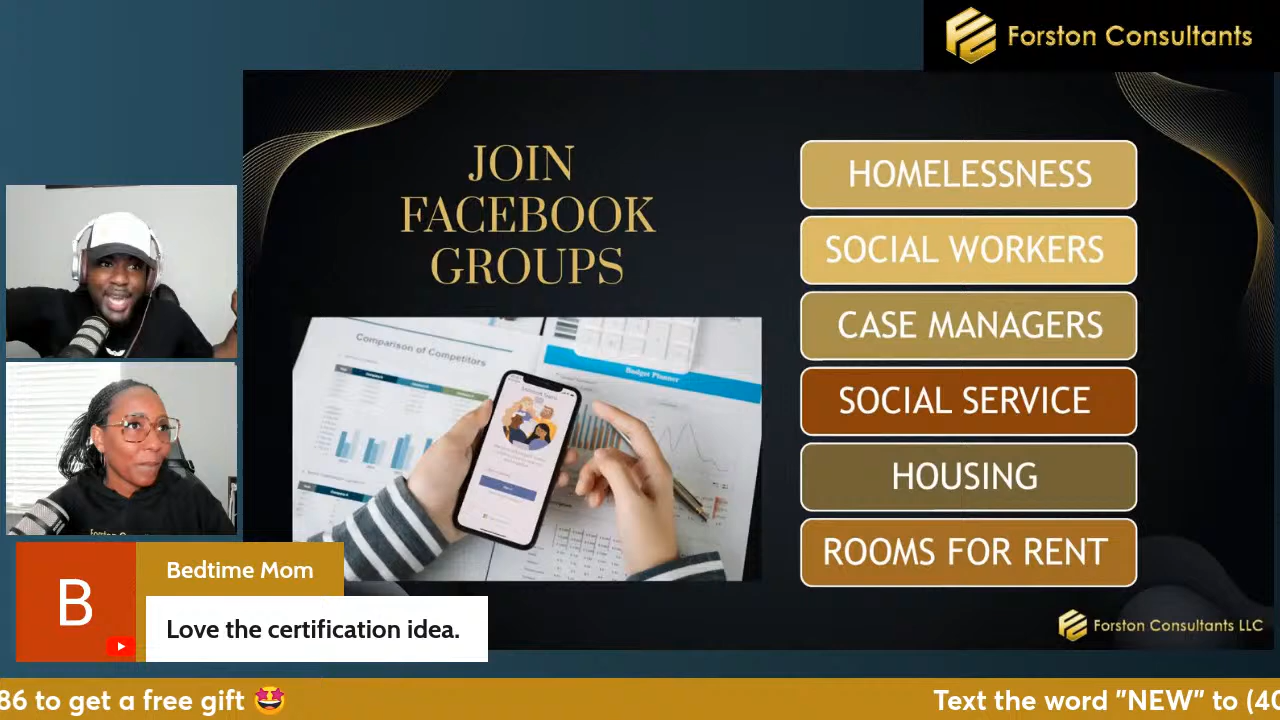 Forston Consultants
JOIN
FACEBOOK
GROUPS
HOMELESSNESS
SOCIAL WORKERS
CASE MANAGERS
SOCIAL SERVICE
HOUSING
ROOMS FOR RENT
Comparison of Competitors
Budget Planner
B
Bedtime Mom
Love the certification idea.
Forston Consultants LLC
86 to get a free gift 🤩
Text the word "NEW" to (40